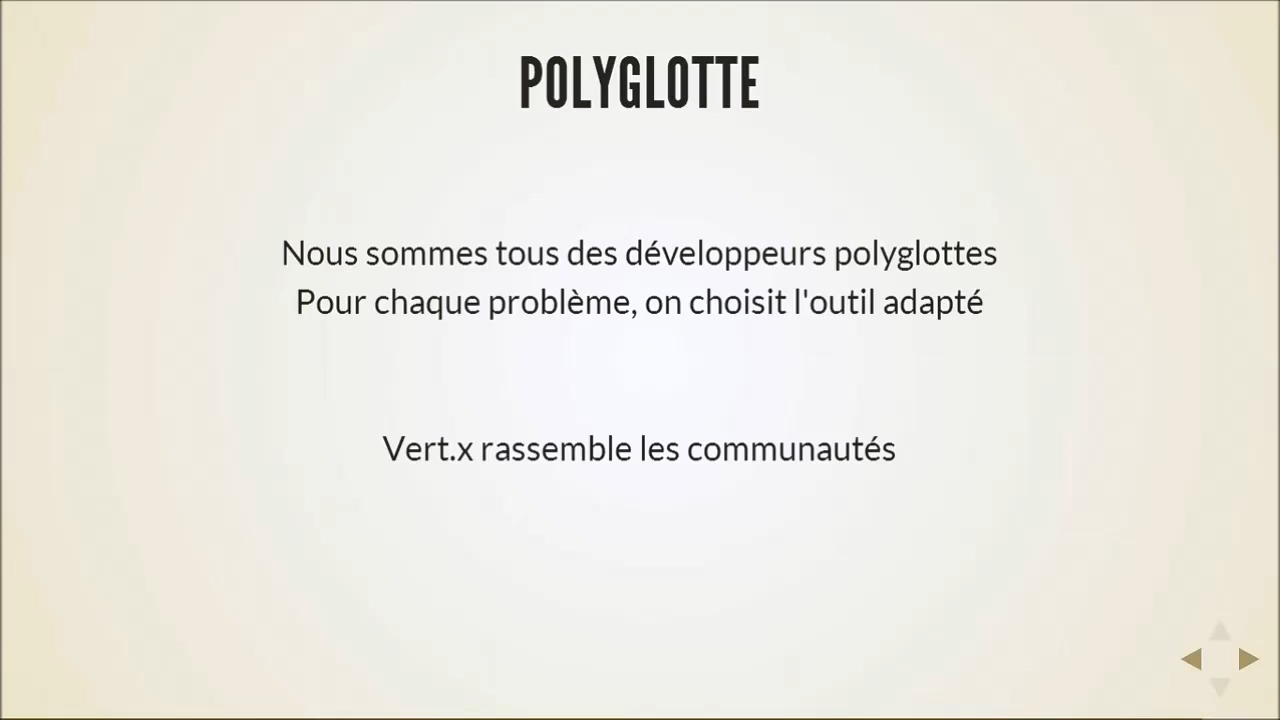 POLYGLOTTE
Nous sommes tous des développeurs polyglottes
Pour chaque problème, on choisit l'outil adapté
Vert.x rassemble les communautés